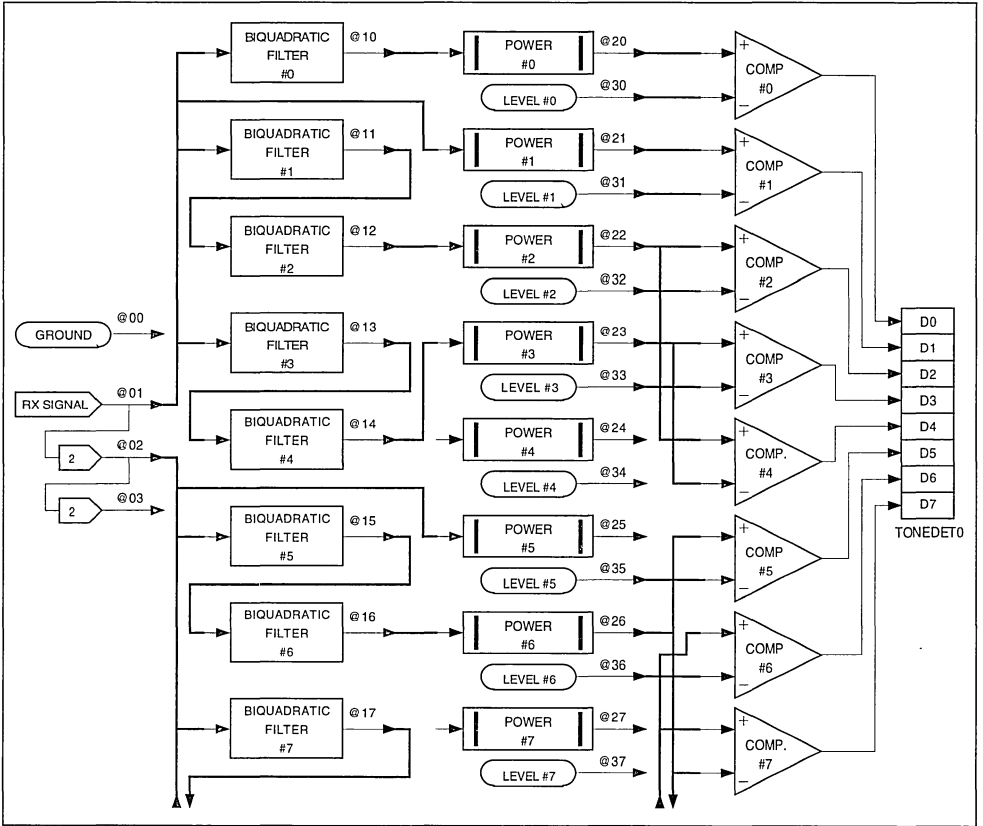 BIQUADRATIC FILTER #0
@10
POWER #0
@20
+
−
COMP #0
LEVEL #0
@30
BIQUADRATIC FILTER #1
@11
POWER #1
@21
+
−
COMP #1
LEVEL #1
@31
BIQUADRATIC FILTER #2
@12
POWER #2
@22
+
−
COMP #2
LEVEL #2
@32
GROUND
@00
BIQUADRATIC FILTER #3
@13
POWER #3
@23
+
−
COMP #3
LEVEL #3
@33
RX SIGNAL
@01
BIQUADRATIC FILTER #4
@14
POWER #4
@24
+
−
COMP. #4
2
@02
LEVEL #4
@34
2
@03
BIQUADRATIC FILTER #5
@15
POWER #5
@25
+
−
COMP #5
LEVEL #5
@35
BIQUADRATIC FILTER #6
@16
POWER #6
@26
+
−
COMP #6
LEVEL #6
@36
BIQUADRATIC FILTER #7
@17
POWER #7
@27
+
−
COMP. #7
LEVEL #7
@37
D0
D1
D2
D3
D4
D5
D6
D7
TONEDET0